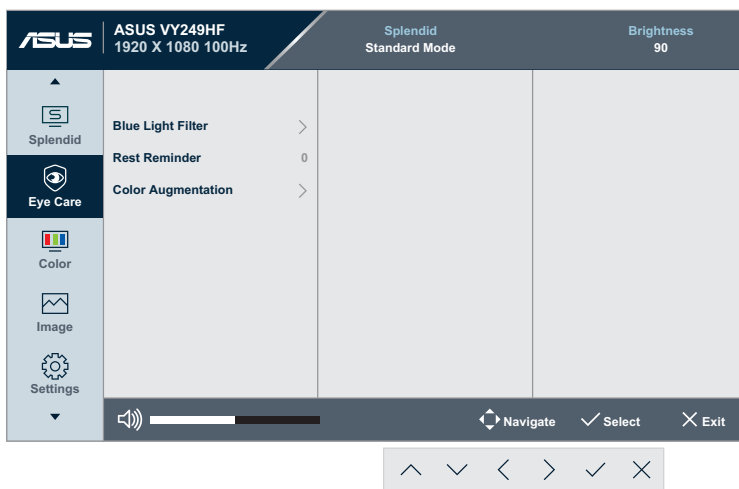 ASUS
ASUS VY249HF
1920 X 1080 100Hz
Splendid
Standard Mode
Brightness
90
Splendid
Eye Care
Color
Image
Settings
Blue Light Filter
Rest Reminder 0
Color Augmentation
Navigate
Select
Exit